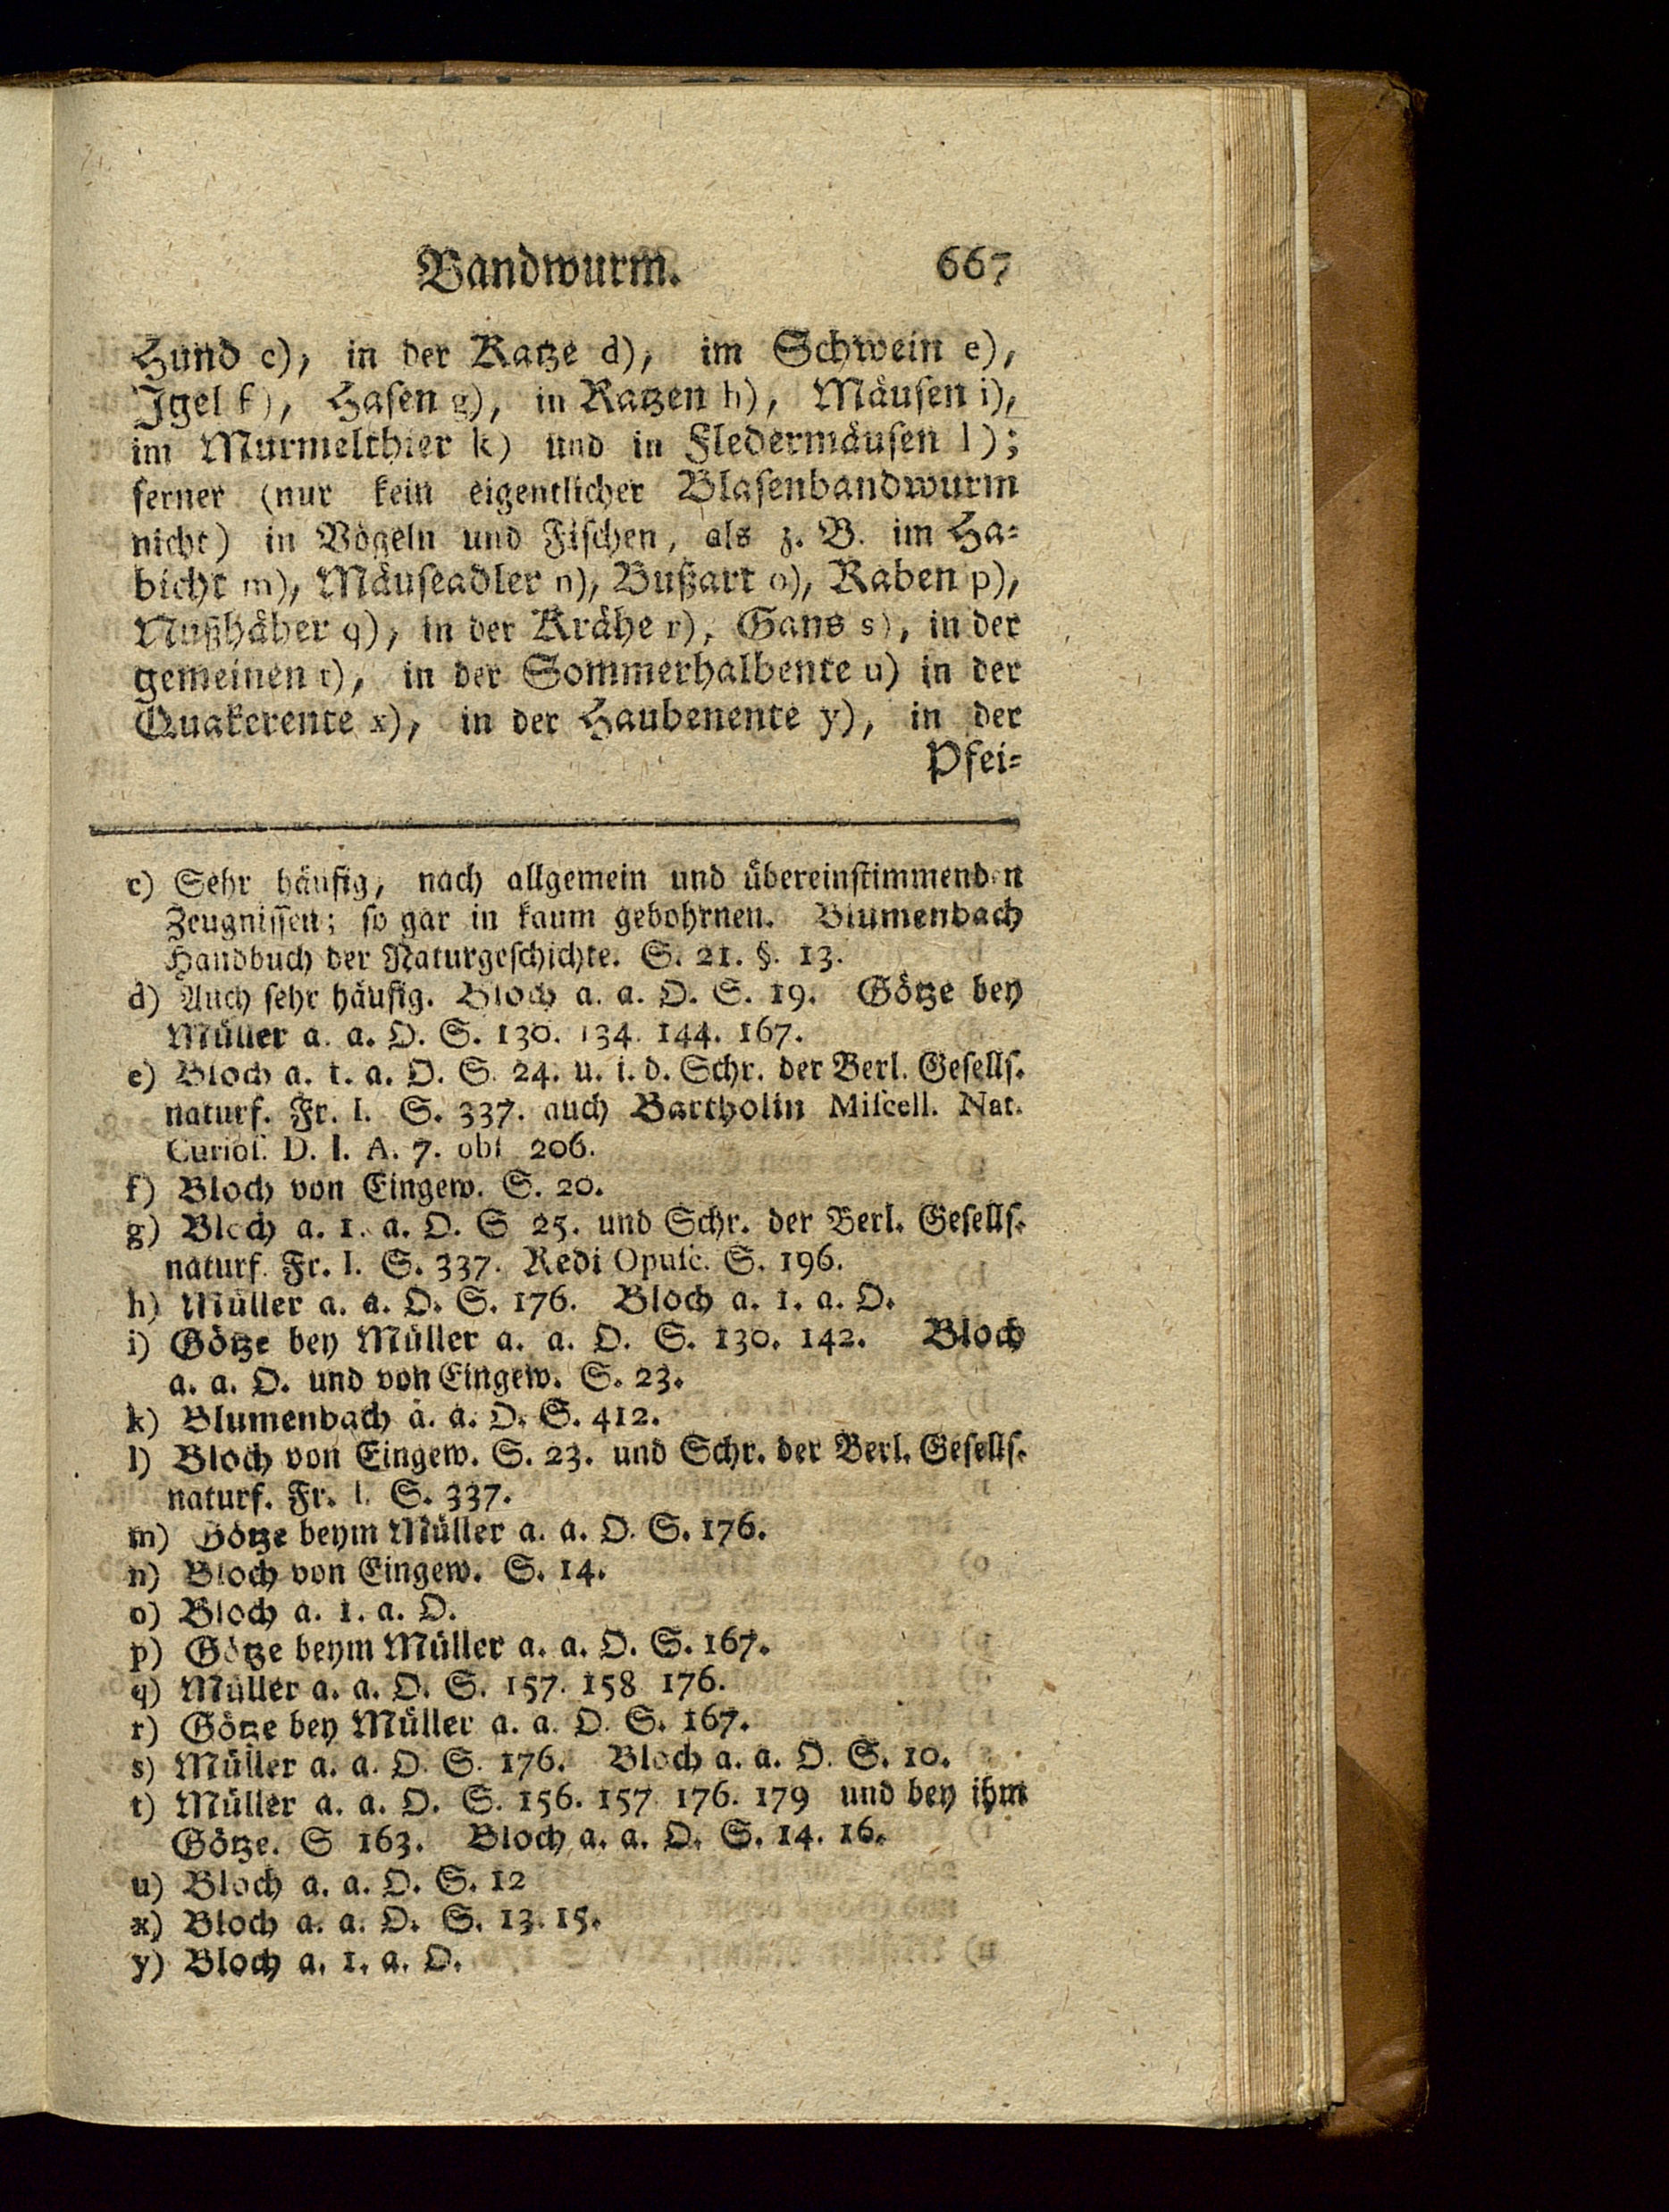 Bandwurm. 667
Hund c), in der Katze d), im Schwein e),
Igel f), Hasen g), in Ratzen h), Mäusen i),
im Murmelthier k) und in Fledermäusen l);
ferner (nur kein eigentlicher Blasenbandwurm
nicht) in Vögeln und Fischen, als z. B. im Ha-
bicht m), Mäuseadler n), Bußart o), Raben p),
Nußhäher q), in der Krähe r), Gans s), in der
gemeinen t), in der Sommerhalbente u) in der
Quakerente x), in der Haubenente y), in der
Pfei-
c) Sehr häufig, nach allgemein und übereinstimmenden
Zeugnissen; so gar in kaum gebohrnen. Blumenbach
Handbuch der Naturgeschichte. S. 21. §. 13.
d) Auch sehr häufig. Bloch a. a. O. S. 19. Götze bey
Müller a. a. O. S. 130. 134. 144. 167.
e) Bloch a. l. a. O. S. 24. u. i. d. Schr. der Berl. Gesells.
naturf. Fr. I. S. 337. auch Bartholin Miscell. Nat.
Curios. D. I. A. 7. obs 206.
f) Bloch von Eingew. S. 20.
g) Bloch a. l. a. O. S 25. und Schr. der Berl. Gesells.
naturf. Fr. I. S. 337. Redi Opusc. S. 196.
h) Müller a. a. O. S. 176. Bloch a. l. a. O.
i) Götze bey Müller a. a. O. S. 130. 142. Bloch
a. a. O. und von Eingew. S. 23.
k) Blumenbach a. a. O. S. 412.
l) Bloch von Eingew. S. 23. und Schr. der Berl. Gesells.
naturf. Fr. I. S. 337.
m) Götze beym Müller a. a. O. S. 176.
n) Bloch von Eingew. S. 14.
o) Bloch a. l. a. O.
p) Götze beym Müller a. a. O. S. 167.
q) Müller a. a. O. S. 157. 158 176.
r) Götze bey Müller a. a. O. S. 167.
s) Müller a. a. O. S. 176. Bloch a. a. O. S. 10.
t) Müller a. a. O. S. 156. 157 176. 179 und bey ihm
Götze. S 163. Bloch a. a. O. S. 14. 16.
u) Bloch a. a. O. S. 12
x) Bloch a. a. O. S. 13. 15.
y) Bloch a. l. a. O.